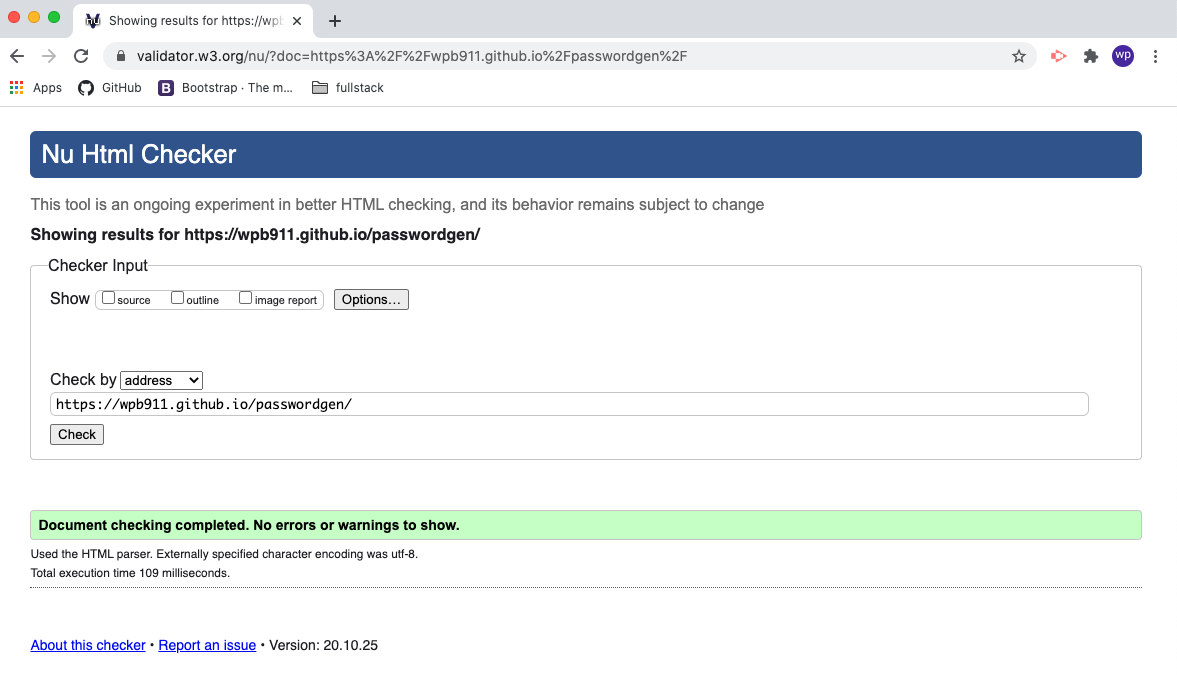 Showing results for https://wpb
validator.w3.org/nu/?doc=https%3A%2F%2Fwpb911.github.io%2Fpasswordgen%2F
wp
Apps GitHub B Bootstrap · The m... fullstack
Nu Html Checker
This tool is an ongoing experiment in better HTML checking, and its behavior remains subject to change
Showing results for https://wpb911.github.io/passwordgen/
Checker Input
Show source outline image report Options...
Check by address
https://wpb911.github.io/passwordgen/
Check
Document checking completed. No errors or warnings to show.
Used the HTML parser. Externally specified character encoding was utf-8.
Total execution time 109 milliseconds.
About this checker • Report an issue • Version: 20.10.25